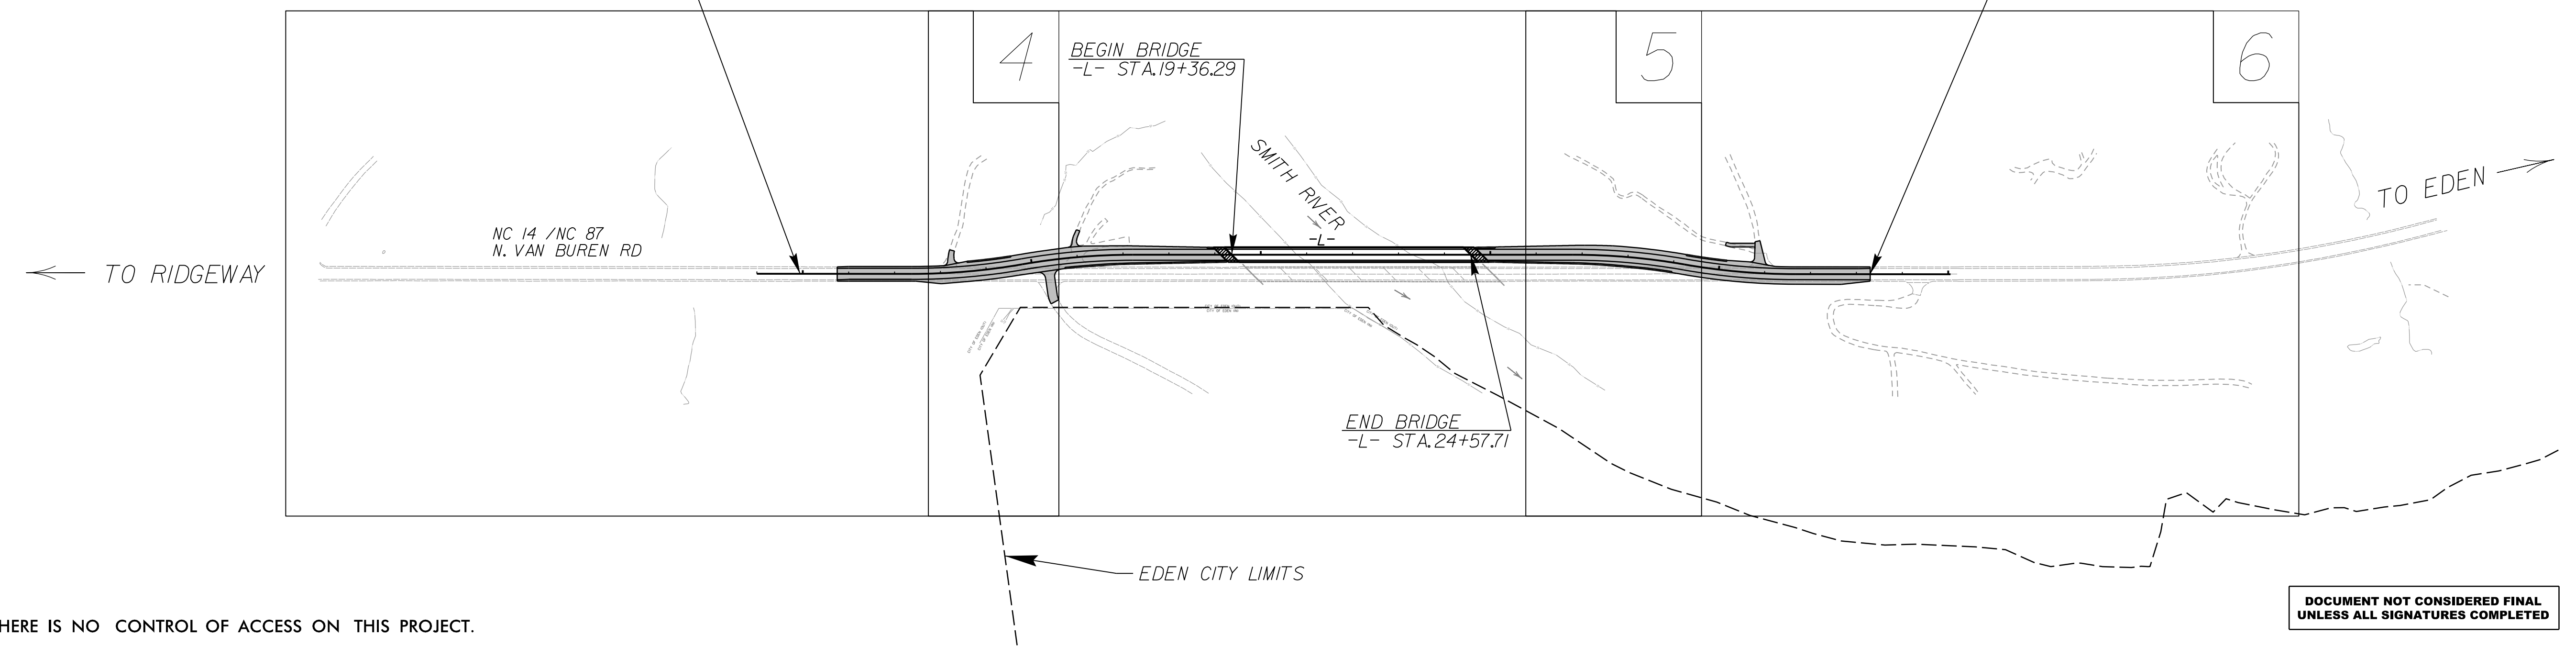 4
5
6
BEGIN BRIDGE
-L- STA.19+36.29
SMITH RIVER
-L-
NC 14 /NC 87
N. VAN BUREN RD
TO RIDGEWAY
TO EDEN
END BRIDGE
-L- STA.24+57.71
EDEN CITY LIMITS
HERE IS NO CONTROL OF ACCESS ON THIS PROJECT.
DOCUMENT NOT CONSIDERED FINAL
UNLESS ALL SIGNATURES COMPLETED